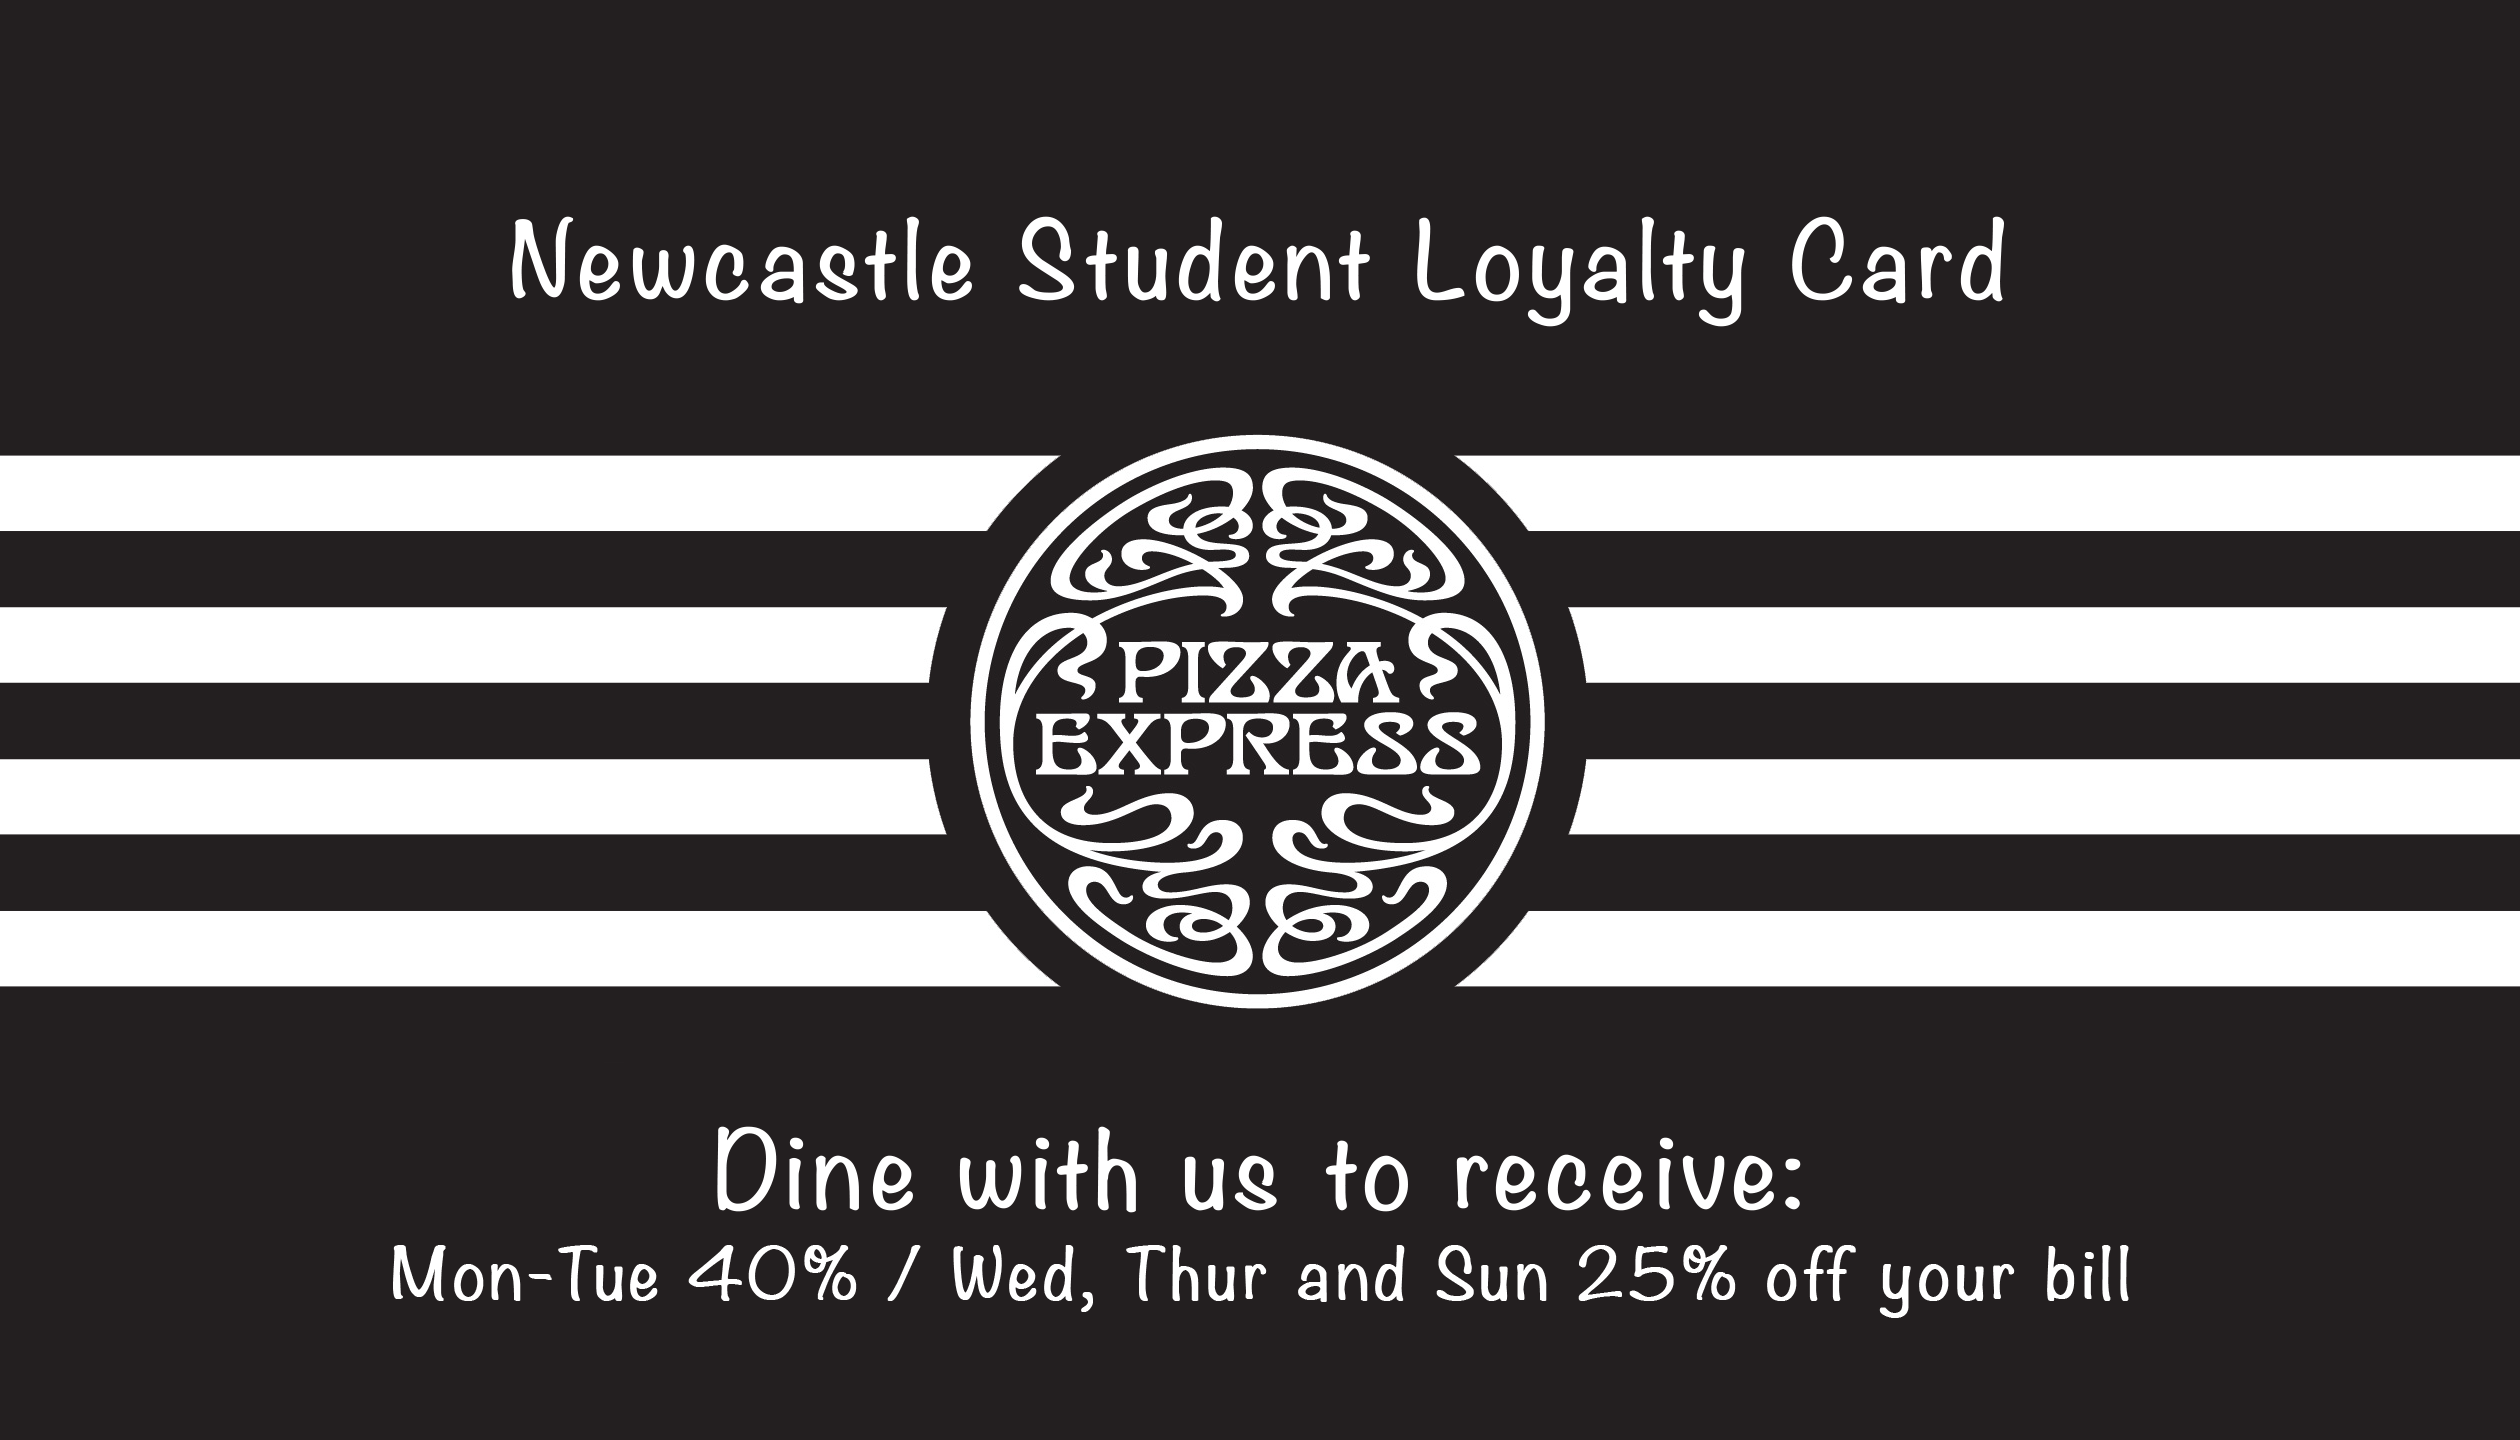 Newcastle Student Loyalty Card
PIZZA
EXPRESS
Dine with us to receive:
Mon-Tue 40% / Wed, Thur and Sun 25% off your bill